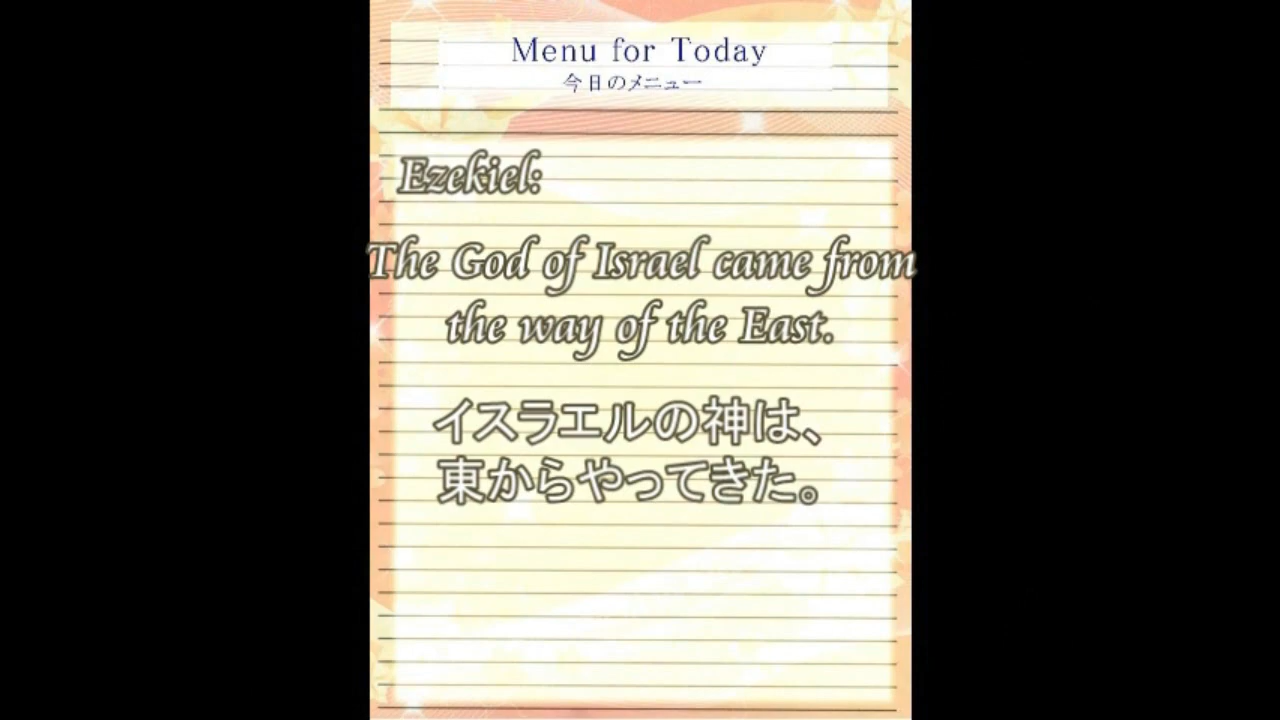 Menu for Today
今日のメニュー
Ezekiel:
The God of Israel came from
the way of the East.
イスラエルの神は、
東からやってきた。